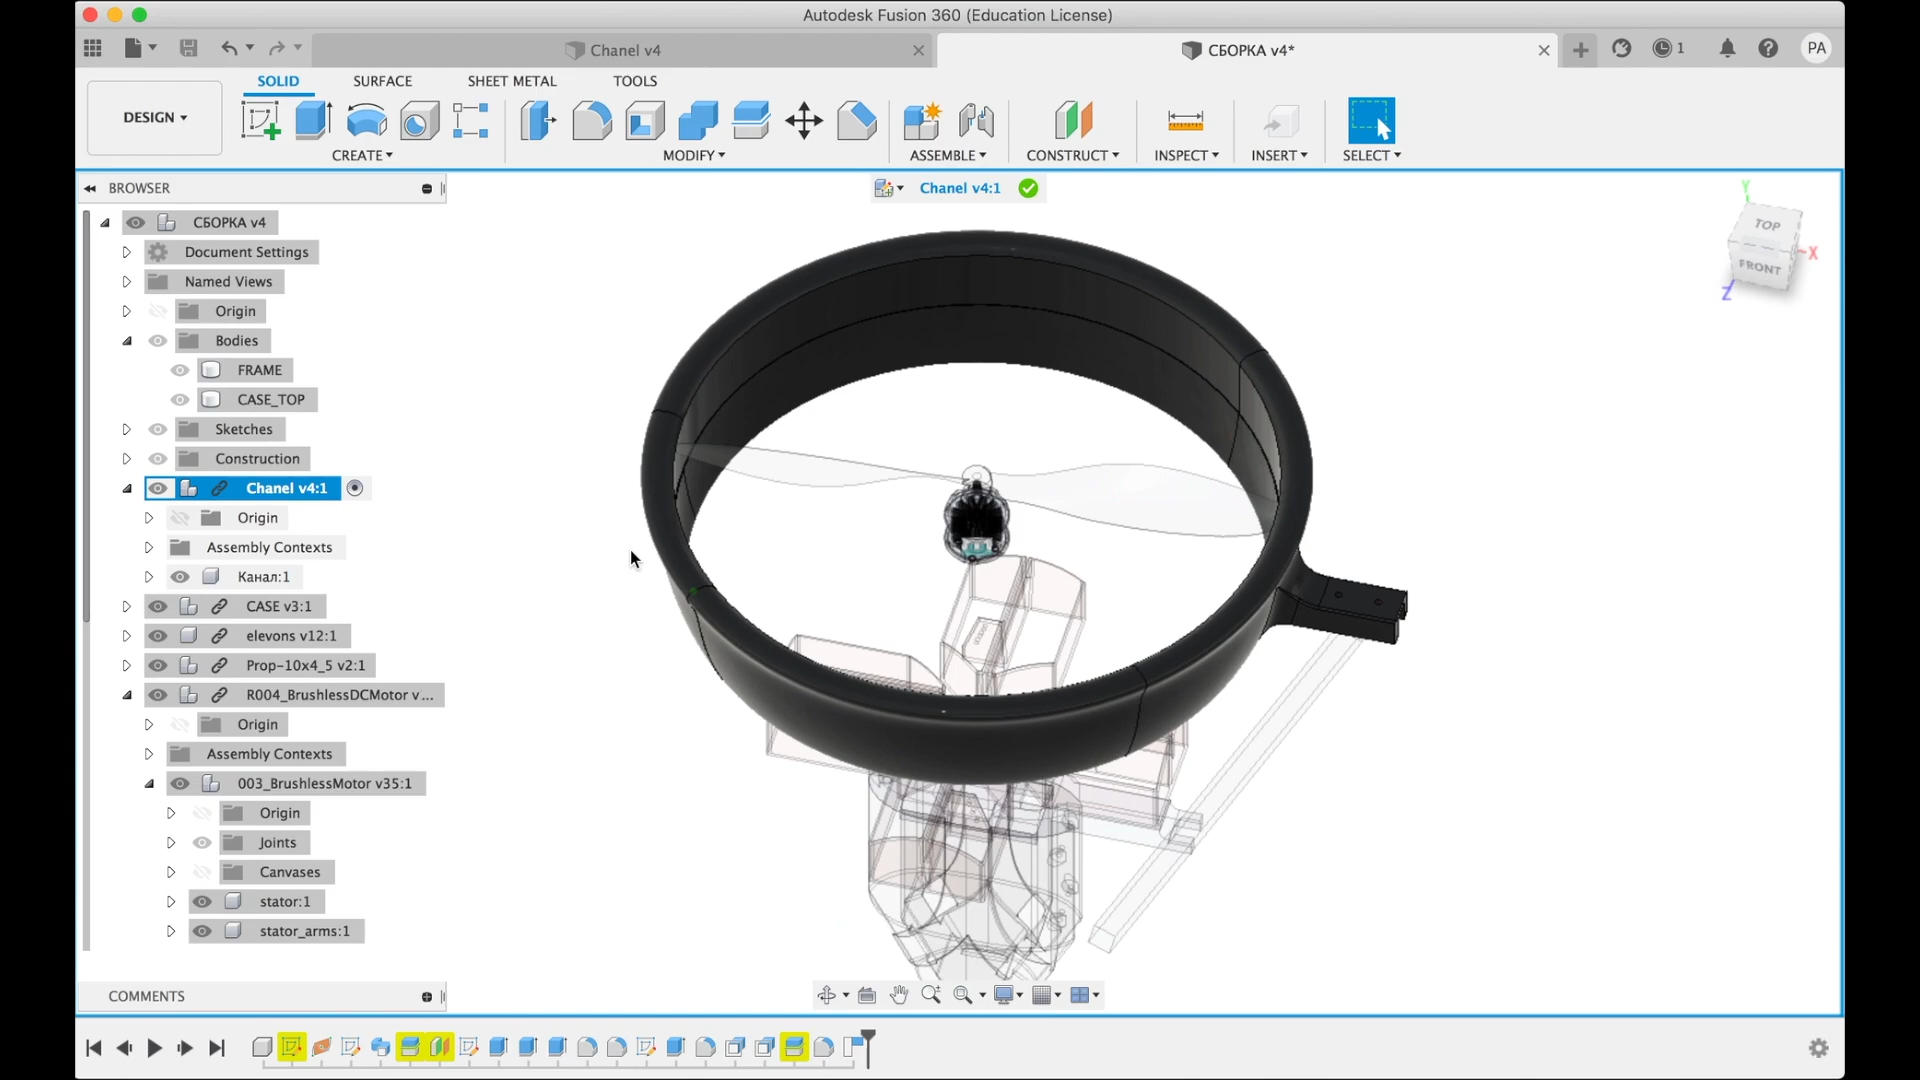 Autodesk Fusion 360 (Education License)
Chanel v4
СБОРКА v4*
1
PA
SOLID
SURFACE
SHEET METAL
TOOLS
DESIGN
CREATE
MODIFY
ASSEMBLE
CONSTRUCT
INSPECT
INSERT
SELECT
BROWSER
Chanel v4:1
СБОРКА v4
Document Settings
Named Views
Origin
Bodies
FRAME
CASE_TOP
Sketches
Construction
Chanel v4:1
Origin
Assembly Contexts
Канал:1
CASE v3:1
elevons v12:1
Prop-10x4_5 v2:1
R004_BrushlessDCMotor v...
Origin
Assembly Contexts
003_BrushlessMotor v35:1
Origin
Joints
Canvases
stator:1
stator_arms:1
Y
TOP
X
FRONT
Z
COMMENTS